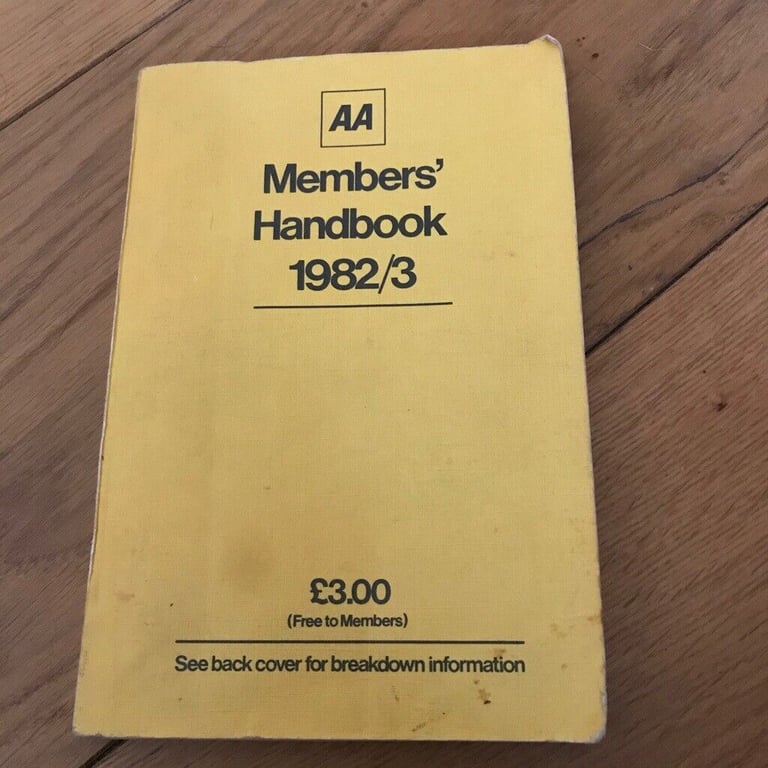 AA
Members’
Handbook
1982/3
£3.00
(Free to Members)
See back cover for breakdown information